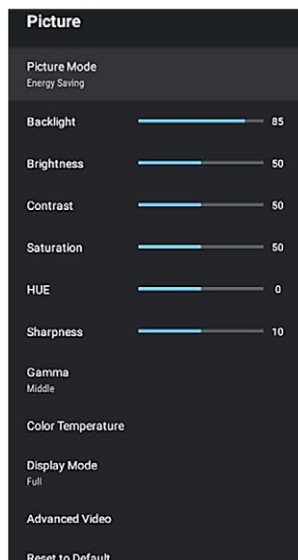 Picture
Picture Mode
Energy Saving
Backlight 85
Brightness 50
Contrast 50
Saturation 50
HUE 0
Sharpness 10
Gamma
Middle
Color Temperature
Display Mode
Full
Advanced Video
Reset to Default